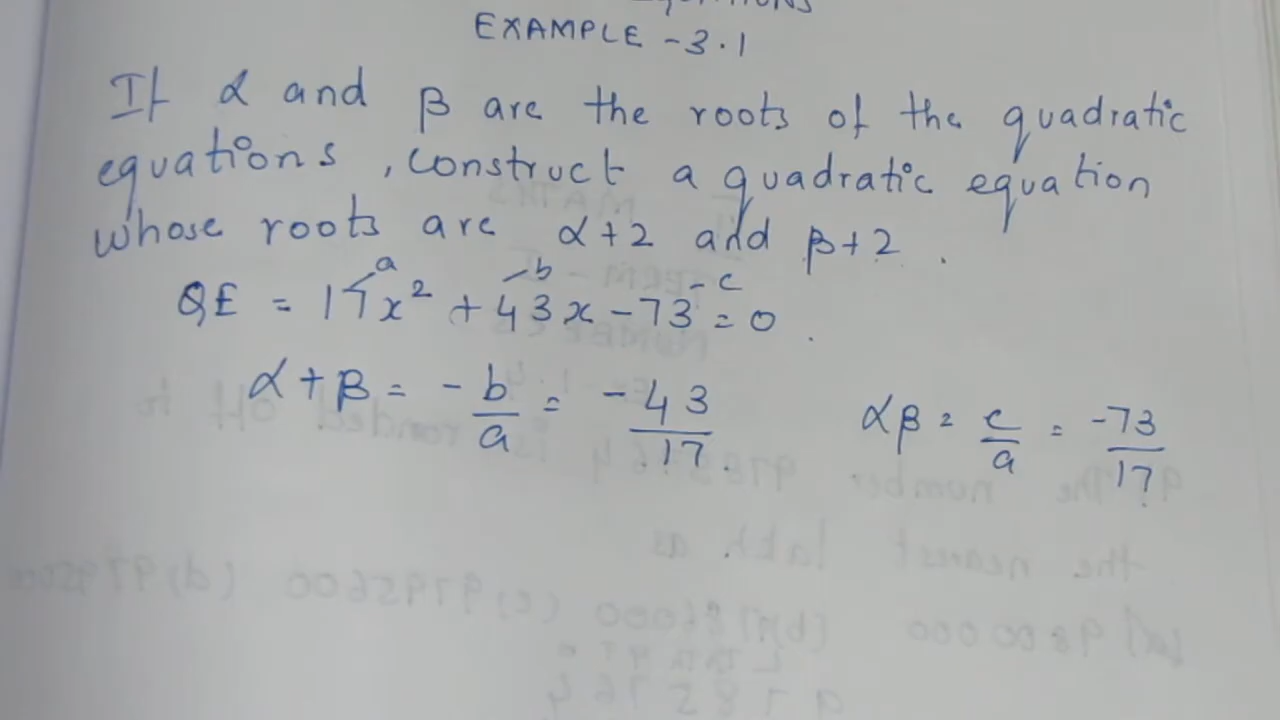 EXAMPLE - 3.1
If α and β are the roots of the quadratic
equations, construct a quadratic equation
whose roots are α+2 and β+2.
a b c
QE = 17x² + 43x - 73 = 0.
α + β = - b/a = -43/17. αβ = c/a = -73/17